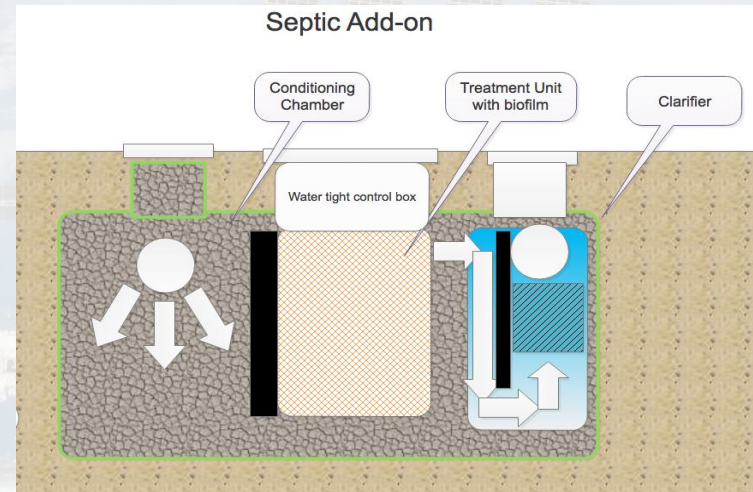 Septic Add-on
Conditioning
Chamber
Treatment Unit
with biofilm
Clarifier
Water tight control box